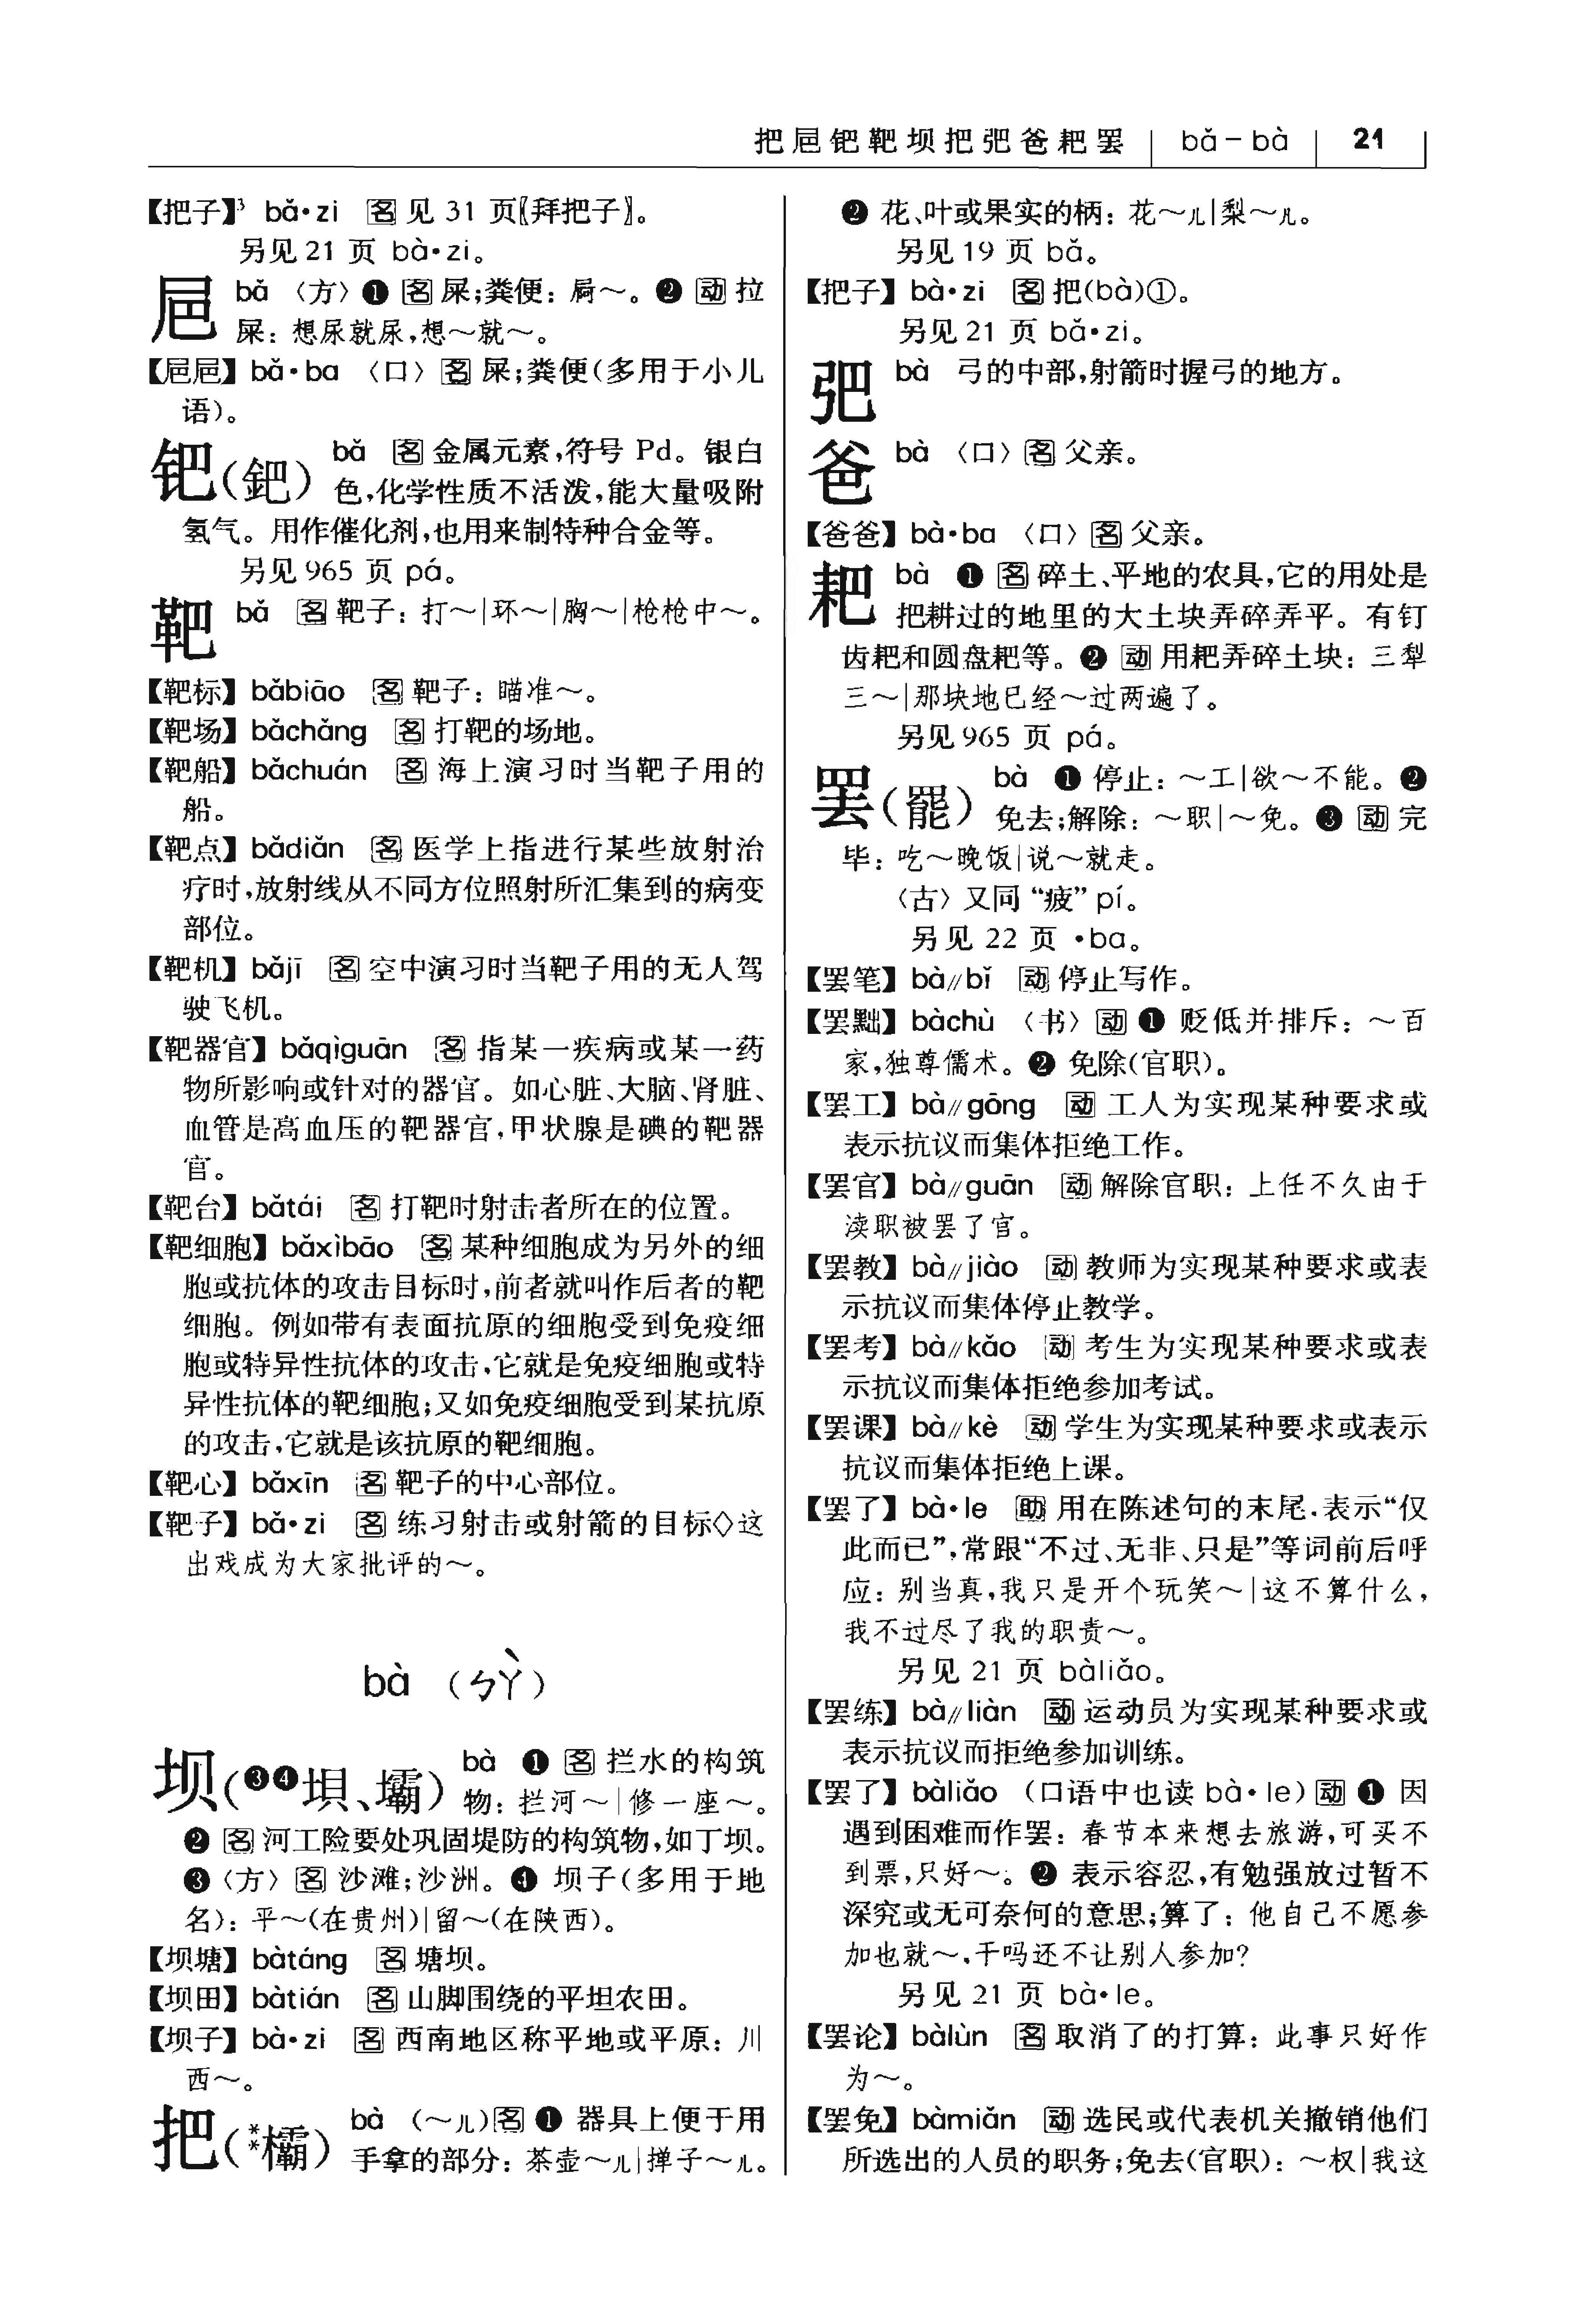 把㞎钯靶坝把弝爸耙罢 bǎ－bà 21
【把子】³ bǎ•zi 名 见 31 页〖拜把子〗。
另见 21 页 bà•zi。
㞎 bǎ 〈方〉❶ 名 屎；粪便：屙～。❷ 动 拉
屎：想尿就尿，想～就～。
【㞎㞎】bǎ•ba 〈口〉名 屎；粪便（多用于小儿
语）。
钯（鈀） bǎ 名 金属元素，符号 Pd。银白
色，化学性质不活泼，能大量吸附
氢气。用作催化剂，也用来制特种合金等。
另见 965 页 pá。
靶 bǎ 名 靶子：打～|环～|胸～|枪枪中～。
【靶标】bǎbiāo 名 靶子：瞄准～。
【靶场】bǎchǎng 名 打靶的场地。
【靶船】bǎchuán 名 海上演习时当靶子用的
船。
【靶点】bǎdiǎn 名 医学上指进行某些放射治
疗时，放射线从不同方位照射所汇集到的病变
部位。
【靶机】bǎjī 名 空中演习时当靶子用的无人驾
驶飞机。
【靶器官】bǎqìguān 名 指某一疾病或某一药
物所影响或针对的器官。如心脏、大脑、肾脏、
血管是高血压的靶器官，甲状腺是碘的靶器
官。
【靶台】bǎtái 名 打靶时射击者所在的位置。
【靶细胞】bǎxìbāo 名 某种细胞成为另外的细
胞或抗体的攻击目标时，前者就叫作后者的靶
细胞。例如带有表面抗原的细胞受到免疫细
胞或特异性抗体的攻击，它就是免疫细胞或特
异性抗体的靶细胞；又如免疫细胞受到某抗原
的攻击，它就是该抗原的靶细胞。
【靶心】bǎxīn 名 靶子的中心部位。
【靶子】bǎ•zi 名 练习射击或射箭的目标◇这
出戏成为大家批评的～。
bà （ㄅㄚˋ）
坝（❸❹垻、壩） bà ❶ 名 拦水的构筑
物：拦河～|修一座～。
❷ 名 河工险要处巩固堤防的构筑物，如丁坝。
❸〈方〉名 沙滩；沙洲。❹ 坝子（多用于地
名）：平～（在贵州）|留～（在陕西）。
【坝塘】bàtáng 名 塘坝。
【坝田】bàtián 名 山脚围绕的平坦农田。
【坝子】bà•zi 名 西南地区称平地或平原：川
西～。
把（**欛） bà （～儿）名 ❶ 器具上便于用
手拿的部分：茶壶～儿|掸子～儿。
❷ 花、叶或果实的柄：花～儿|梨～儿。
另见 19 页 bǎ。
【把子】bà•zi 名 把（bà）①。
另见 21 页 bǎ•zi。
弝 bà 弓的中部，射箭时握弓的地方。
爸 bà 〈口〉名 父亲。
【爸爸】bà•ba 〈口〉名 父亲。
耙 bà ❶ 名 碎土、平地的农具，它的用处是
把耕过的地里的大土块弄碎弄平。有钉
齿耙和圆盘耙等。❷ 动 用耙弄碎土块：三犁
三～|那块地已经～过两遍了。
另见 965 页 pá。
罢（罷） bà ❶ 停止：～工|欲～不能。❷
免去；解除：～职|～免。❸ 动 完
毕：吃～晚饭|说～就走。
〈古〉又同“疲”pí。
另见 22 页 •ba。
【罢笔】bà∥bǐ 动 停止写作。
【罢黜】bàchù 〈书〉动 ❶ 贬低并排斥：～百
家，独尊儒术。❷ 免除（官职）。
【罢工】bà∥gōng 动 工人为实现某种要求或
表示抗议而集体拒绝工作。
【罢官】bà∥guān 动 解除官职：上任不久由于
渎职被罢了官。
【罢教】bà∥jiào 动 教师为实现某种要求或表
示抗议而集体停止教学。
【罢考】bà∥kǎo 动 考生为实现某种要求或表
示抗议而集体拒绝参加考试。
【罢课】bà∥kè 动 学生为实现某种要求或表示
抗议而集体拒绝上课。
【罢了】bà•le 助 用在陈述句的末尾，表示“仅
此而已”，常跟“不过、无非、只是”等词前后呼
应：别当真，我只是开个玩笑～|这不算什么，
我不过尽了我的职责～。
另见 21 页 bàliǎo。
【罢练】bà∥liàn 动 运动员为实现某种要求或
表示抗议而拒绝参加训练。
【罢了】bàliǎo （口语中也读 bà•le）动 ❶ 因
遇到困难而作罢：春节本来想去旅游，可买不
到票，只好～。❷ 表示容忍，有勉强放过暂不
深究或无可奈何的意思；算了：他自己不愿参
加也就～，干吗还不让别人参加？
另见 21 页 bà•le。
【罢论】bàlùn 名 取消了的打算：此事只好作
为～。
【罢免】bàmiǎn 动 选民或代表机关撤销他们
所选出的人员的职务；免去（官职）：～权|我这